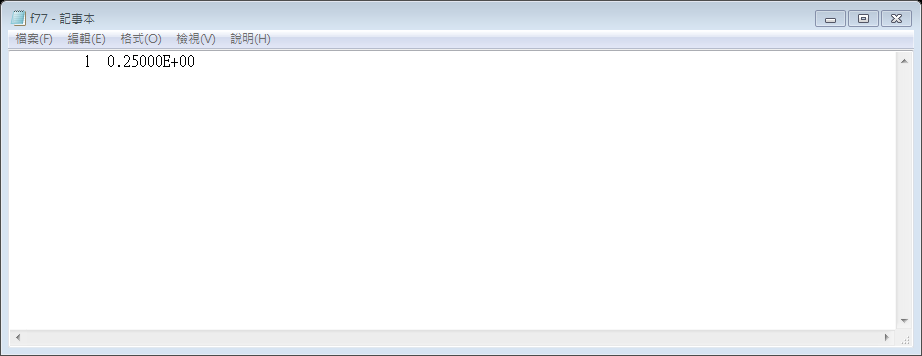 f77 - 記事本
檔案(F) 編輯(E) 格式(O) 檢視(V) 說明(H)
1 0.25000E+00